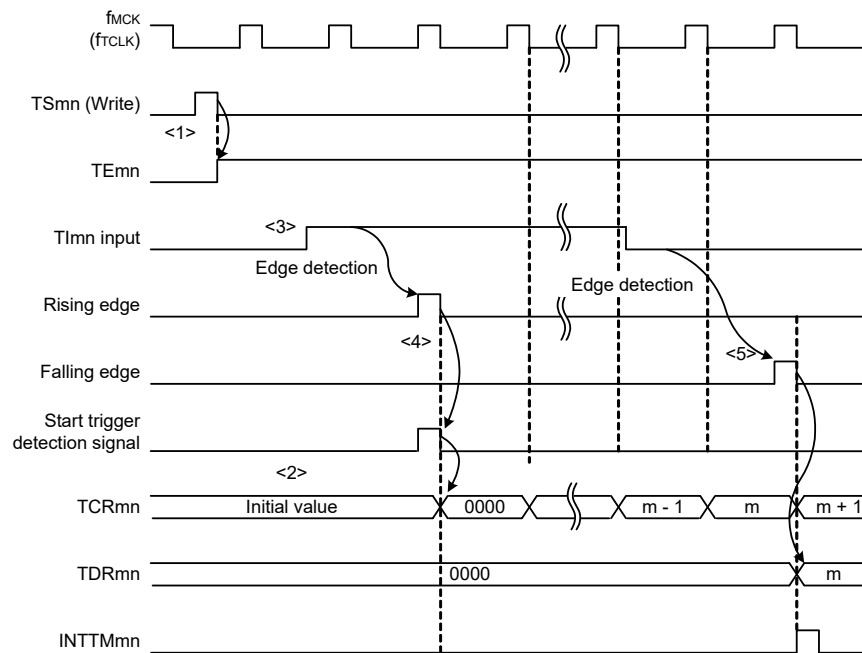 fMCK
(fTCLK)
TSmn (Write)
<1>
TEmn
<3>
TImn input
Edge detection
Edge detection
Rising edge
<4>
<5>
Falling edge
Start trigger
detection signal
<2>
TCRmn
Initial value
0000
m - 1
m
m + 1
TDRmn
0000
m
INTTMmn